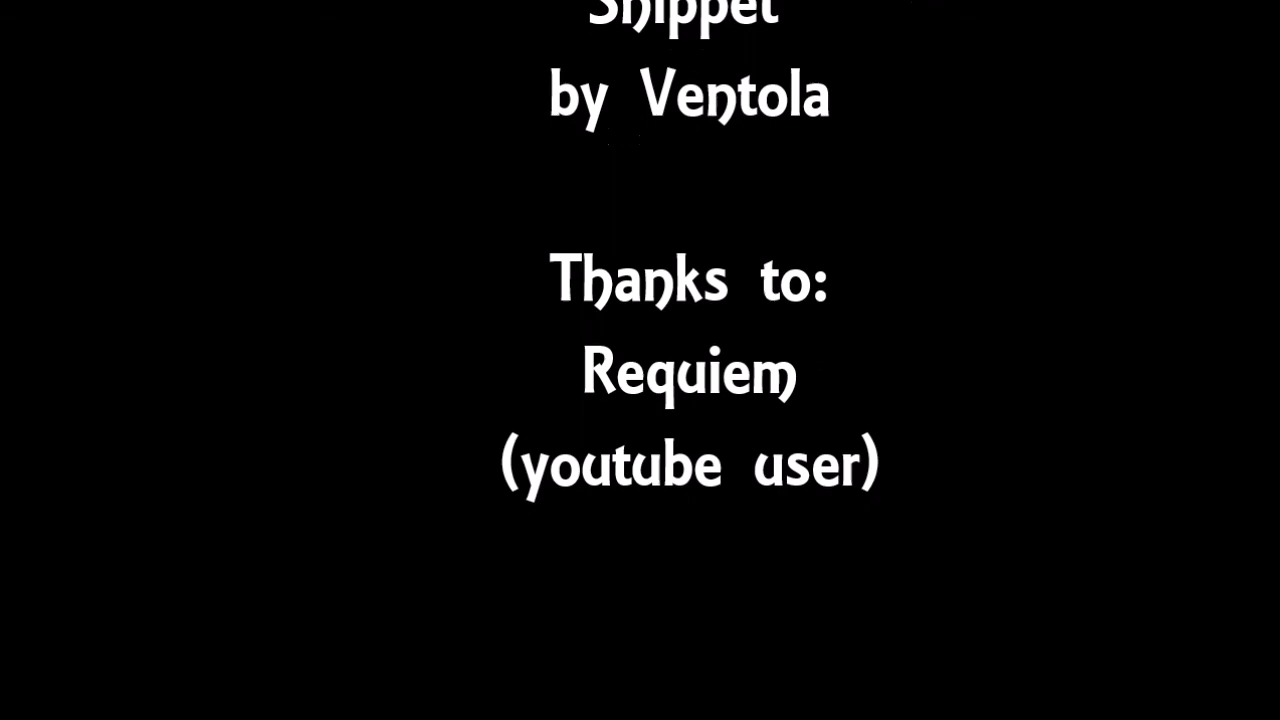 Snippet
by Ventola
Thanks to:
Requiem
(youtube user)